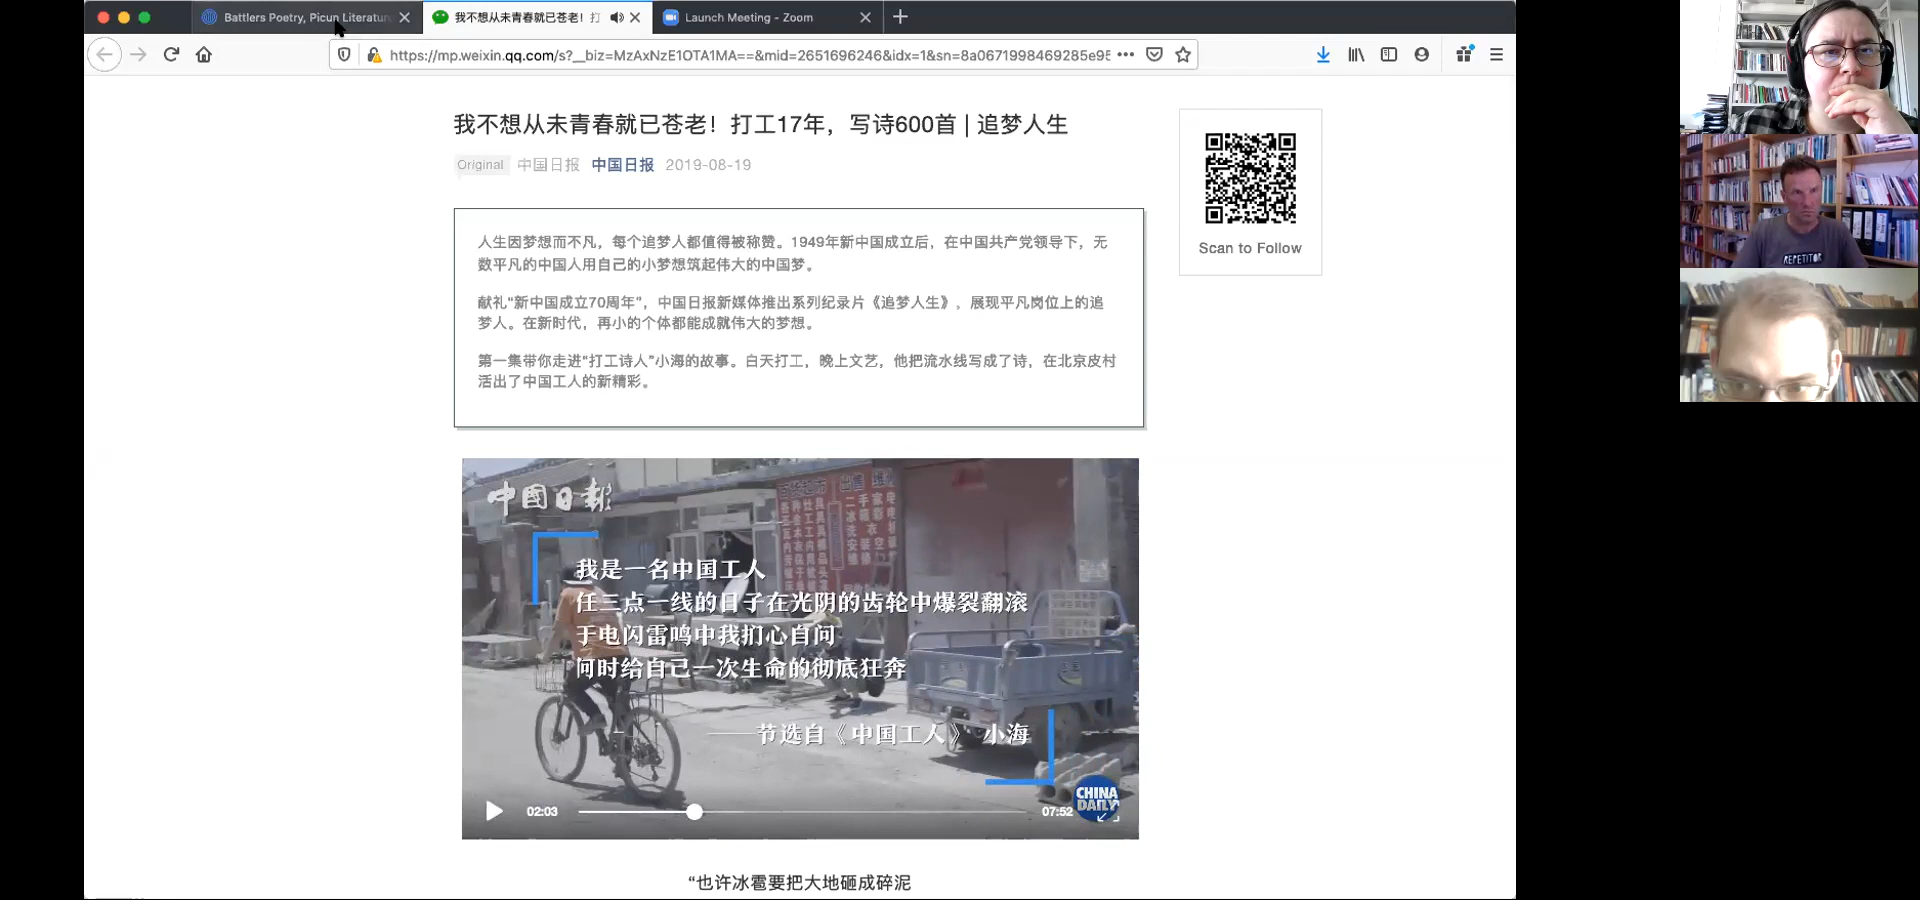 Battlers Poetry, Picun Literatur
我不想从未青春就已苍老！打
Launch Meeting - Zoom
https://mp.weixin.qq.com/s?__biz=MzAxNzE1OTA1MA==&mid=2651696246&idx=1&sn=8a0671998469285e95
我不想从未青春就已苍老！打工17年，写诗600首 | 追梦人生
Original 中国日报 中国日报 2019-08-19
人生因梦想而不凡，每个追梦人都值得被称赞。1949年新中国成立后，在中国共产党领导下，无
数平凡的中国人用自己的小梦想筑起伟大的中国梦。
献礼“新中国成立70周年”，中国日报新媒体推出系列纪录片《追梦人生》，展现平凡岗位上的追
梦人。在新时代，再小的个体都能成就伟大的梦想。
第一集带你走进“打工诗人”小海的故事。白天打工，晚上文艺，他把流水线写成了诗，在北京皮村
活出了中国工人的新精彩。
Scan to Follow
中国日报
我是一名中国工人
任三点一线的日子在光阴的齿轮中爆裂翻滚
于电闪雷鸣中我扪心自问
何时给自己一次生命的彻底狂奔
——节选自《中国工人》 小海
CHINA
DAILY
02:03
07:52
“也许冰雹要把大地砸成碎泥
REPETITOR